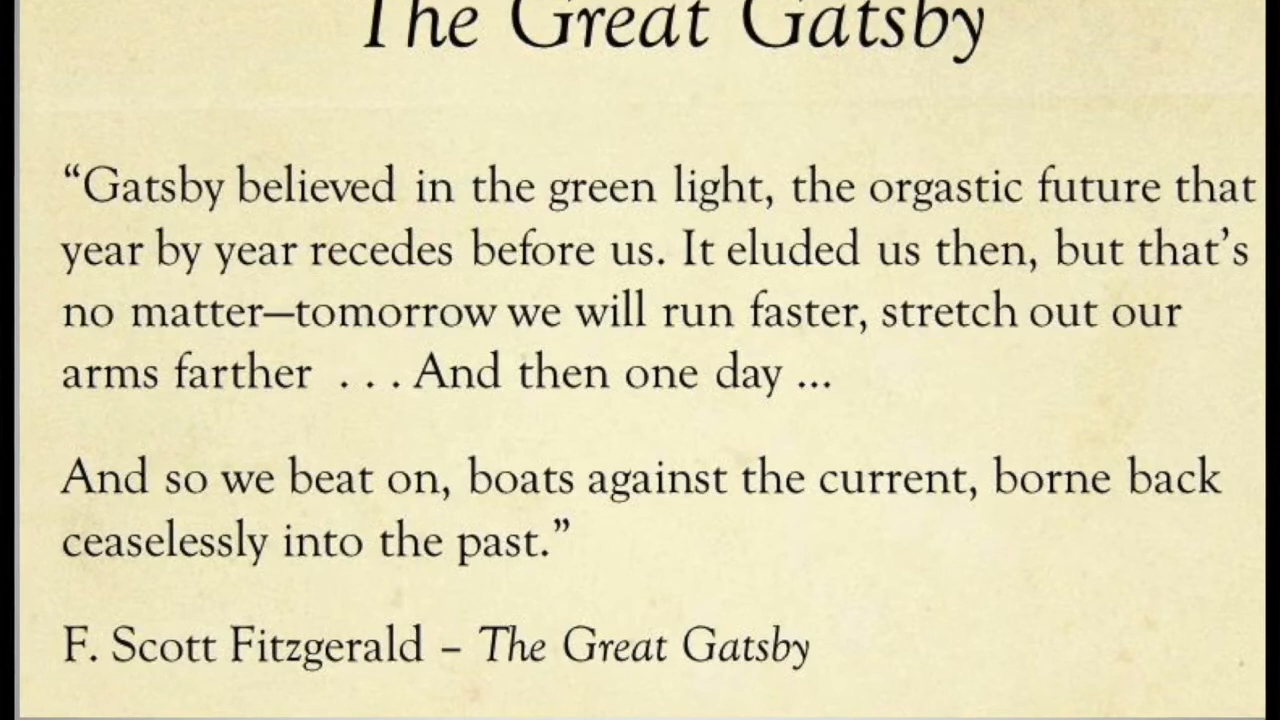 The Great Gatsby
“Gatsby believed in the green light, the orgastic future that
year by year recedes before us. It eluded us then, but that’s
no matter—tomorrow we will run faster, stretch out our
arms farther . . . And then one day ...
And so we beat on, boats against the current, borne back
ceaselessly into the past.”
F. Scott Fitzgerald – The Great Gatsby